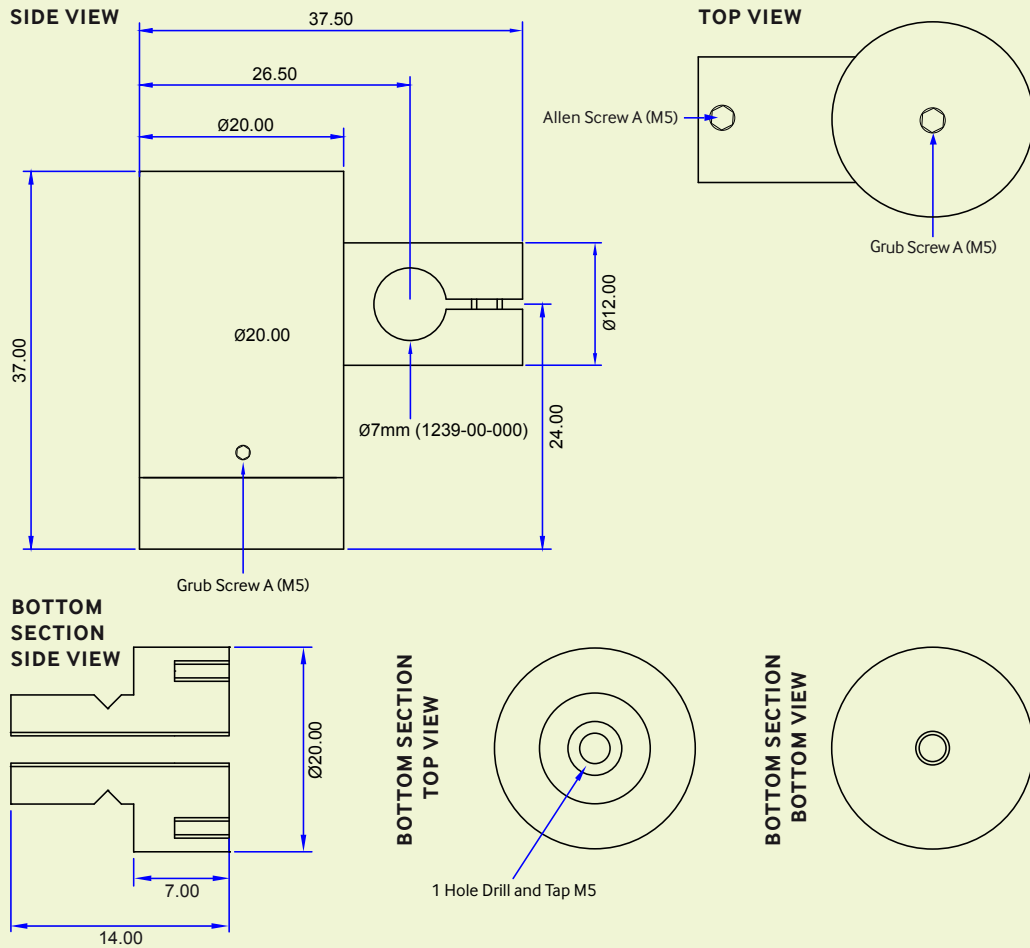 SIDE VIEW
37.50
26.50
Ø20.00
37.00
Ø20.00
Ø12.00
24.00
Ø7mm (1239-00-000)
Grub Screw A (M5)
TOP VIEW
Allen Screw A (M5)
Grub Screw A (M5)
BOTTOM
SECTION
SIDE VIEW
Ø20.00
7.00
14.00
BOTTOM SECTION
TOP VIEW
1 Hole Drill and Tap M5
BOTTOM SECTION
BOTTOM VIEW